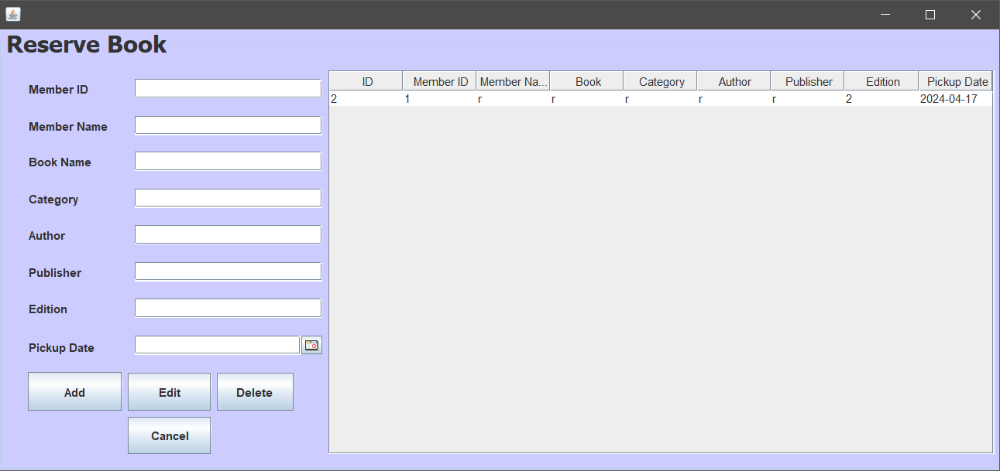 Reserve Book
Member ID
Member Name
Book Name
Category
Author
Publisher
Edition
Pickup Date
Add Edit Delete
Cancel
ID Member ID Member Na... Book Category Author Publisher Edition Pickup Date
2 1 r r r r r 2 2024-04-17